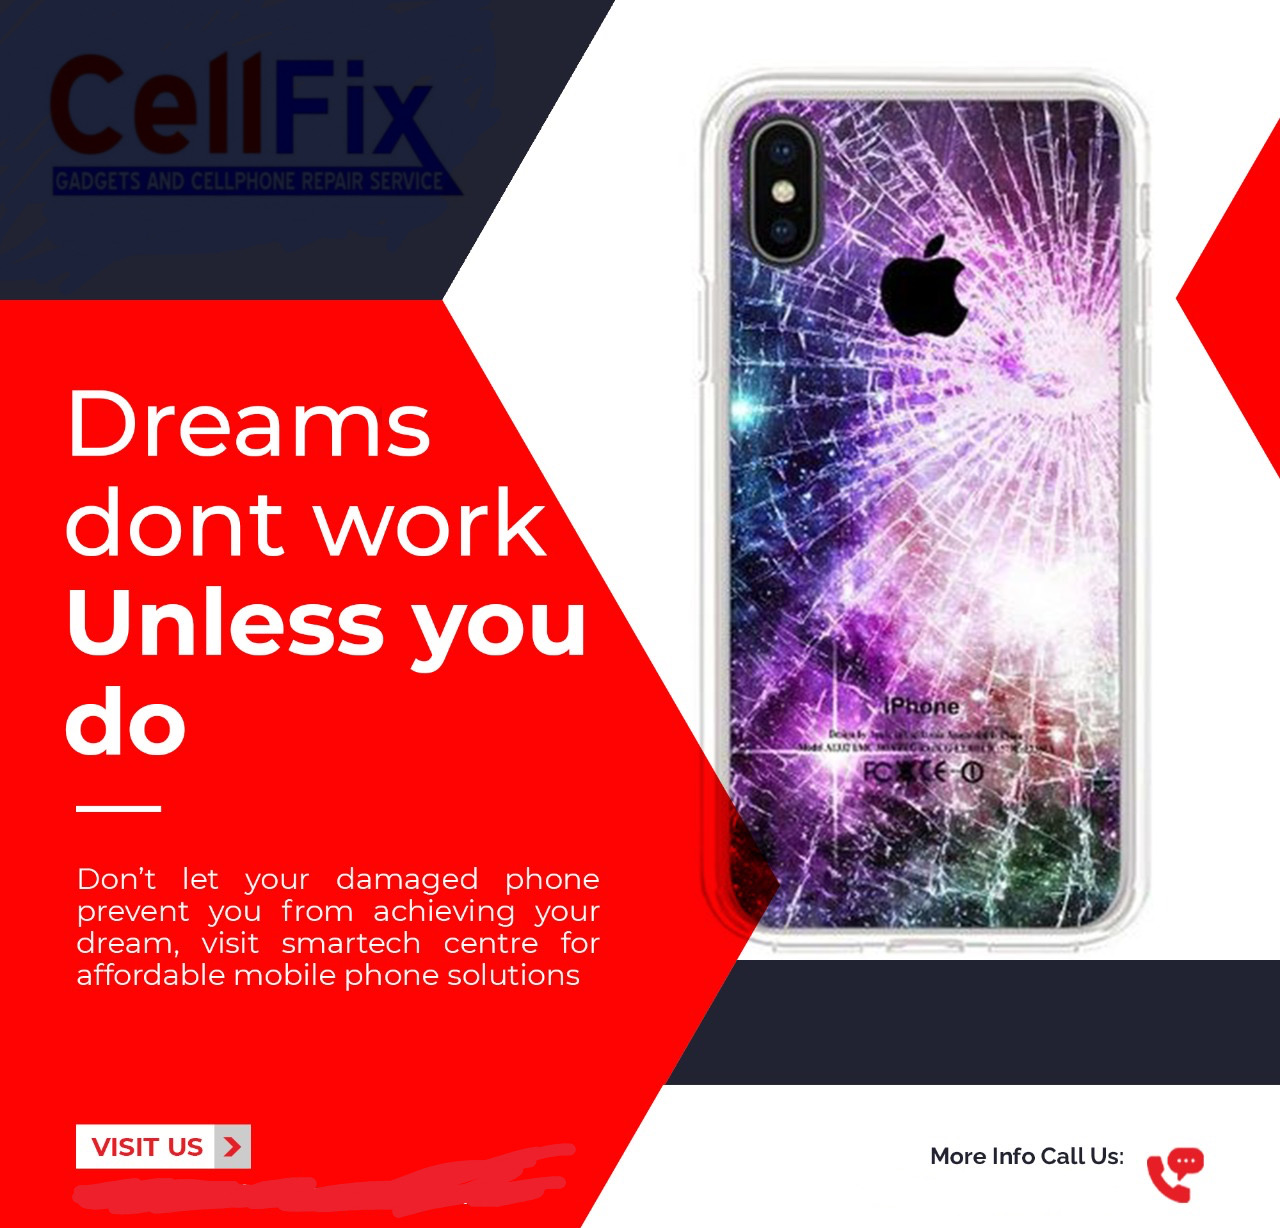 CellFix
GADGETS AND CELLPHONE REPAIR SERVICE
Dreams
dont work
Unless you
do
Don't let your damaged phone
prevent you from achieving your
dream, visit smartech centre for
affordable mobile phone solutions
VISIT US
iPhone
FC CE
More Info Call Us: